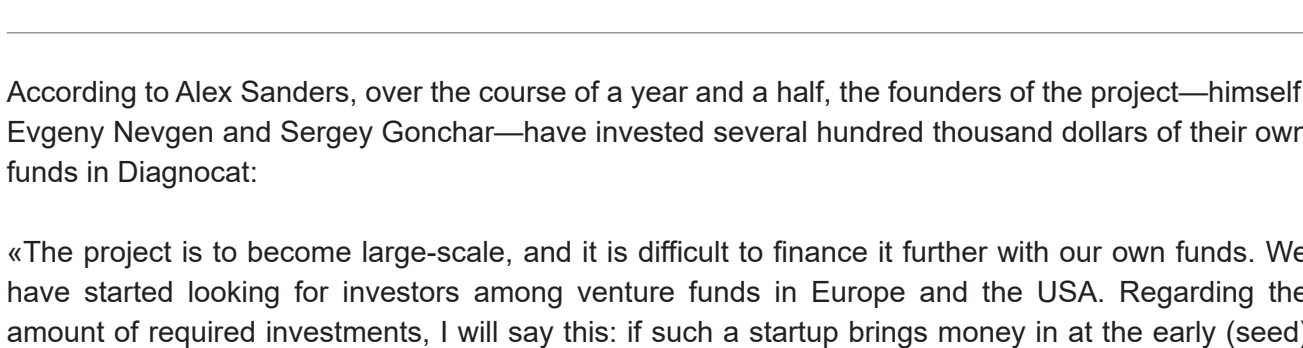 According to Alex Sanders, over the course of a year and a half, the founders of the project—himself
Evgeny Nevgen and Sergey Gonchar—have invested several hundred thousand dollars of their own
funds in Diagnocat:
«The project is to become large-scale, and it is difficult to finance it further with our own funds. We
have started looking for investors among venture funds in Europe and the USA. Regarding the
amount of required investments, I will say this: if such a startup brings money in at the early (seed)